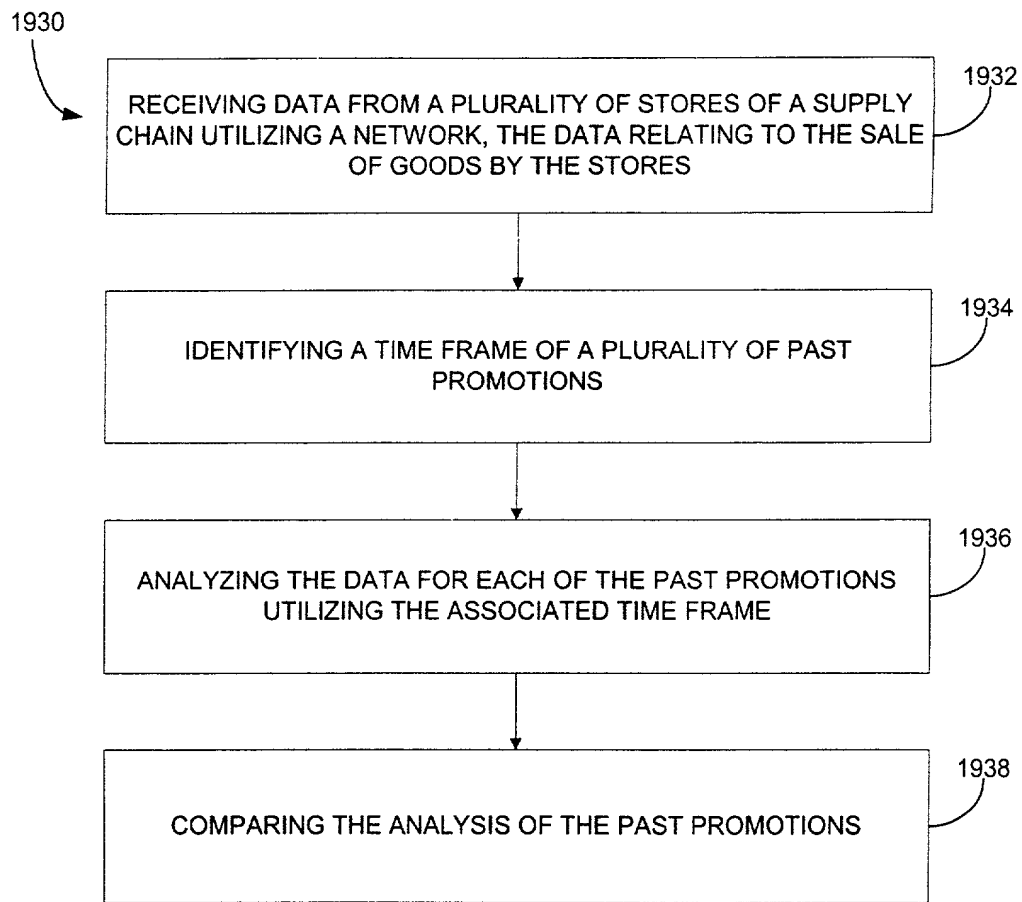 1930
1932
RECEIVING DATA FROM A PLURALITY OF STORES OF A SUPPLY
CHAIN UTILIZING A NETWORK, THE DATA RELATING TO THE SALE
OF GOODS BY THE STORES
1934
IDENTIFYING A TIME FRAME OF A PLURALITY OF PAST
PROMOTIONS
1936
ANALYZING THE DATA FOR EACH OF THE PAST PROMOTIONS
UTILIZING THE ASSOCIATED TIME FRAME
1938
COMPARING THE ANALYSIS OF THE PAST PROMOTIONS